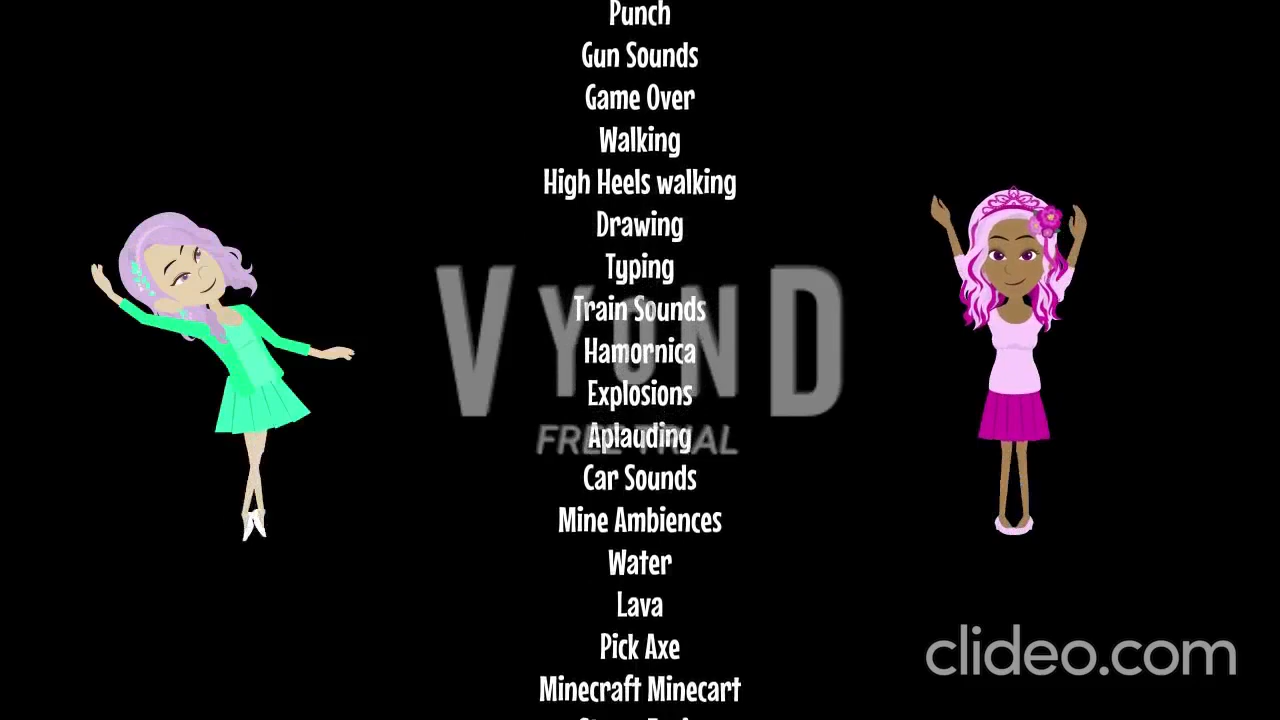 Punch
Gun Sounds
Game Over
Walking
High Heels walking
Drawing
Typing
Train Sounds
Hamornica
Explosions
Aplauding
Car Sounds
Mine Ambiences
Water
Lava
Pick Axe
Minecraft Minecart
VYOND
FREE TRIAL
clideo.com